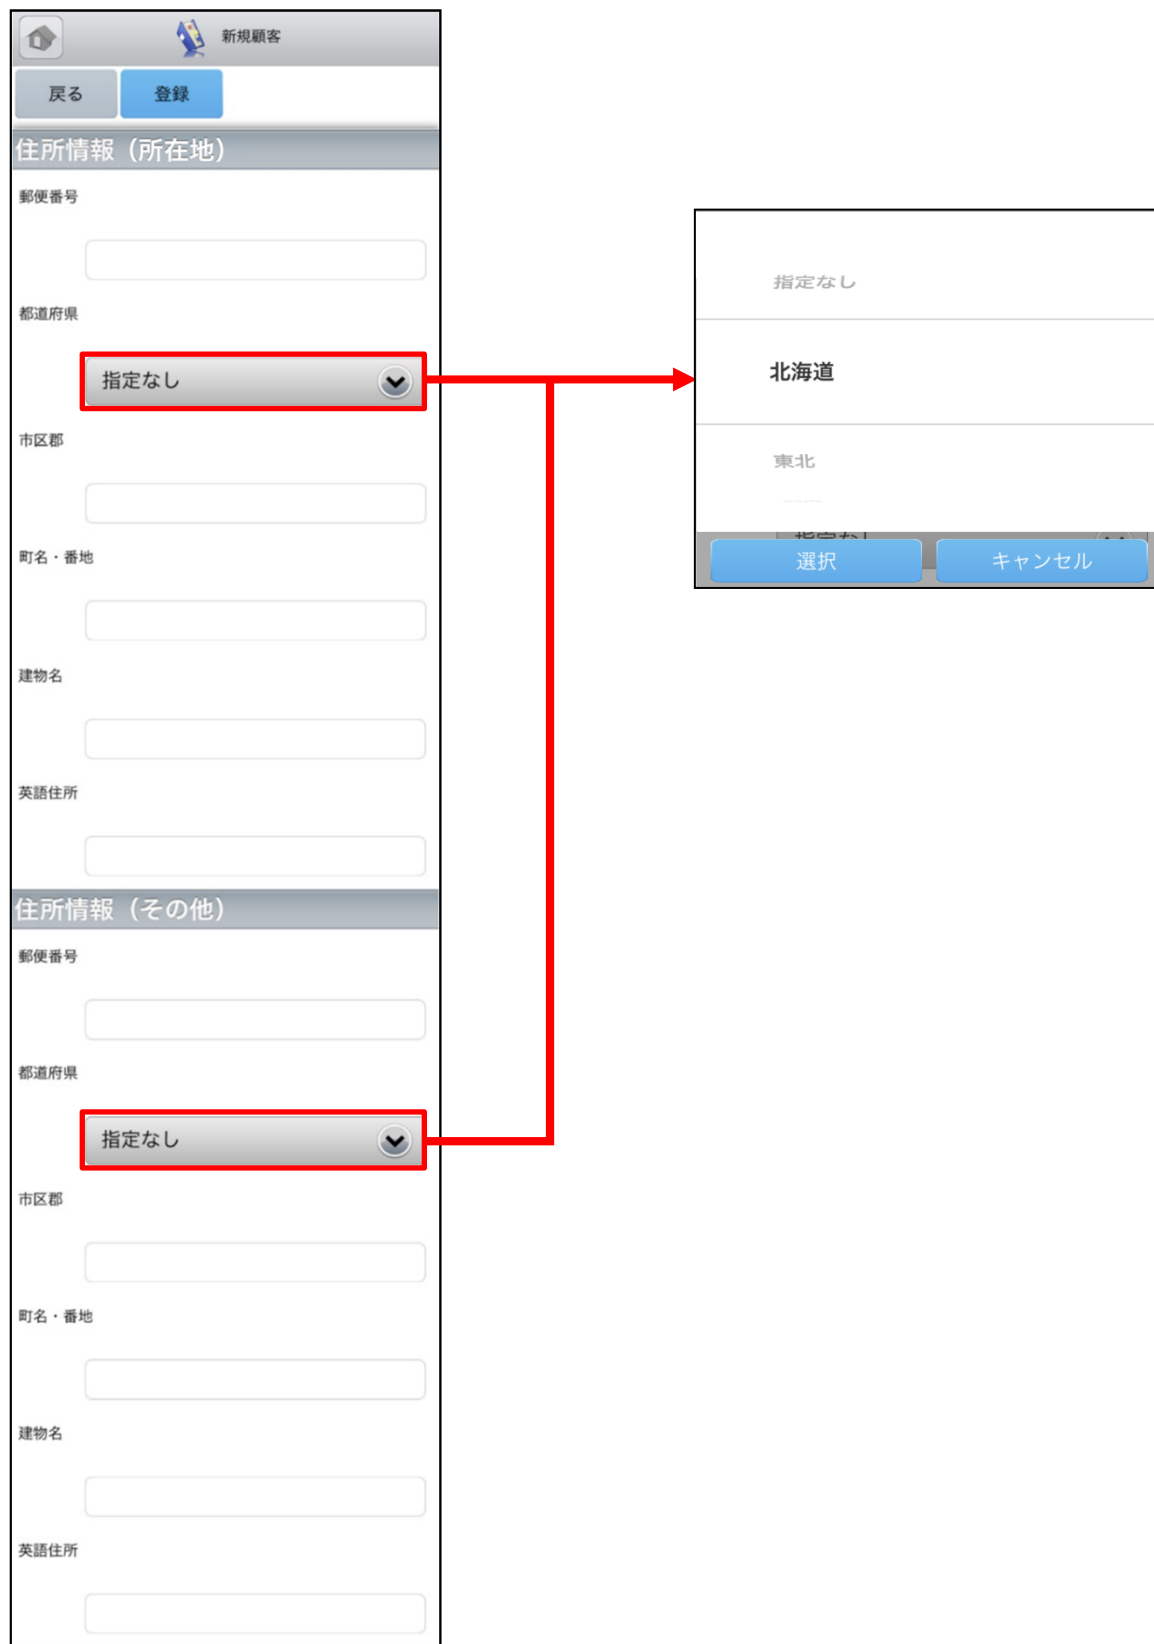 新規顧客
戻る
登録
住所情報（所在地）
郵便番号
都道府県
指定なし
市区郡
町名・番地
建物名
英語住所
住所情報（その他）
郵便番号
都道府県
指定なし
市区郡
町名・番地
建物名
英語住所
指定なし
北海道
東北
指定なし
選択
キャンセル